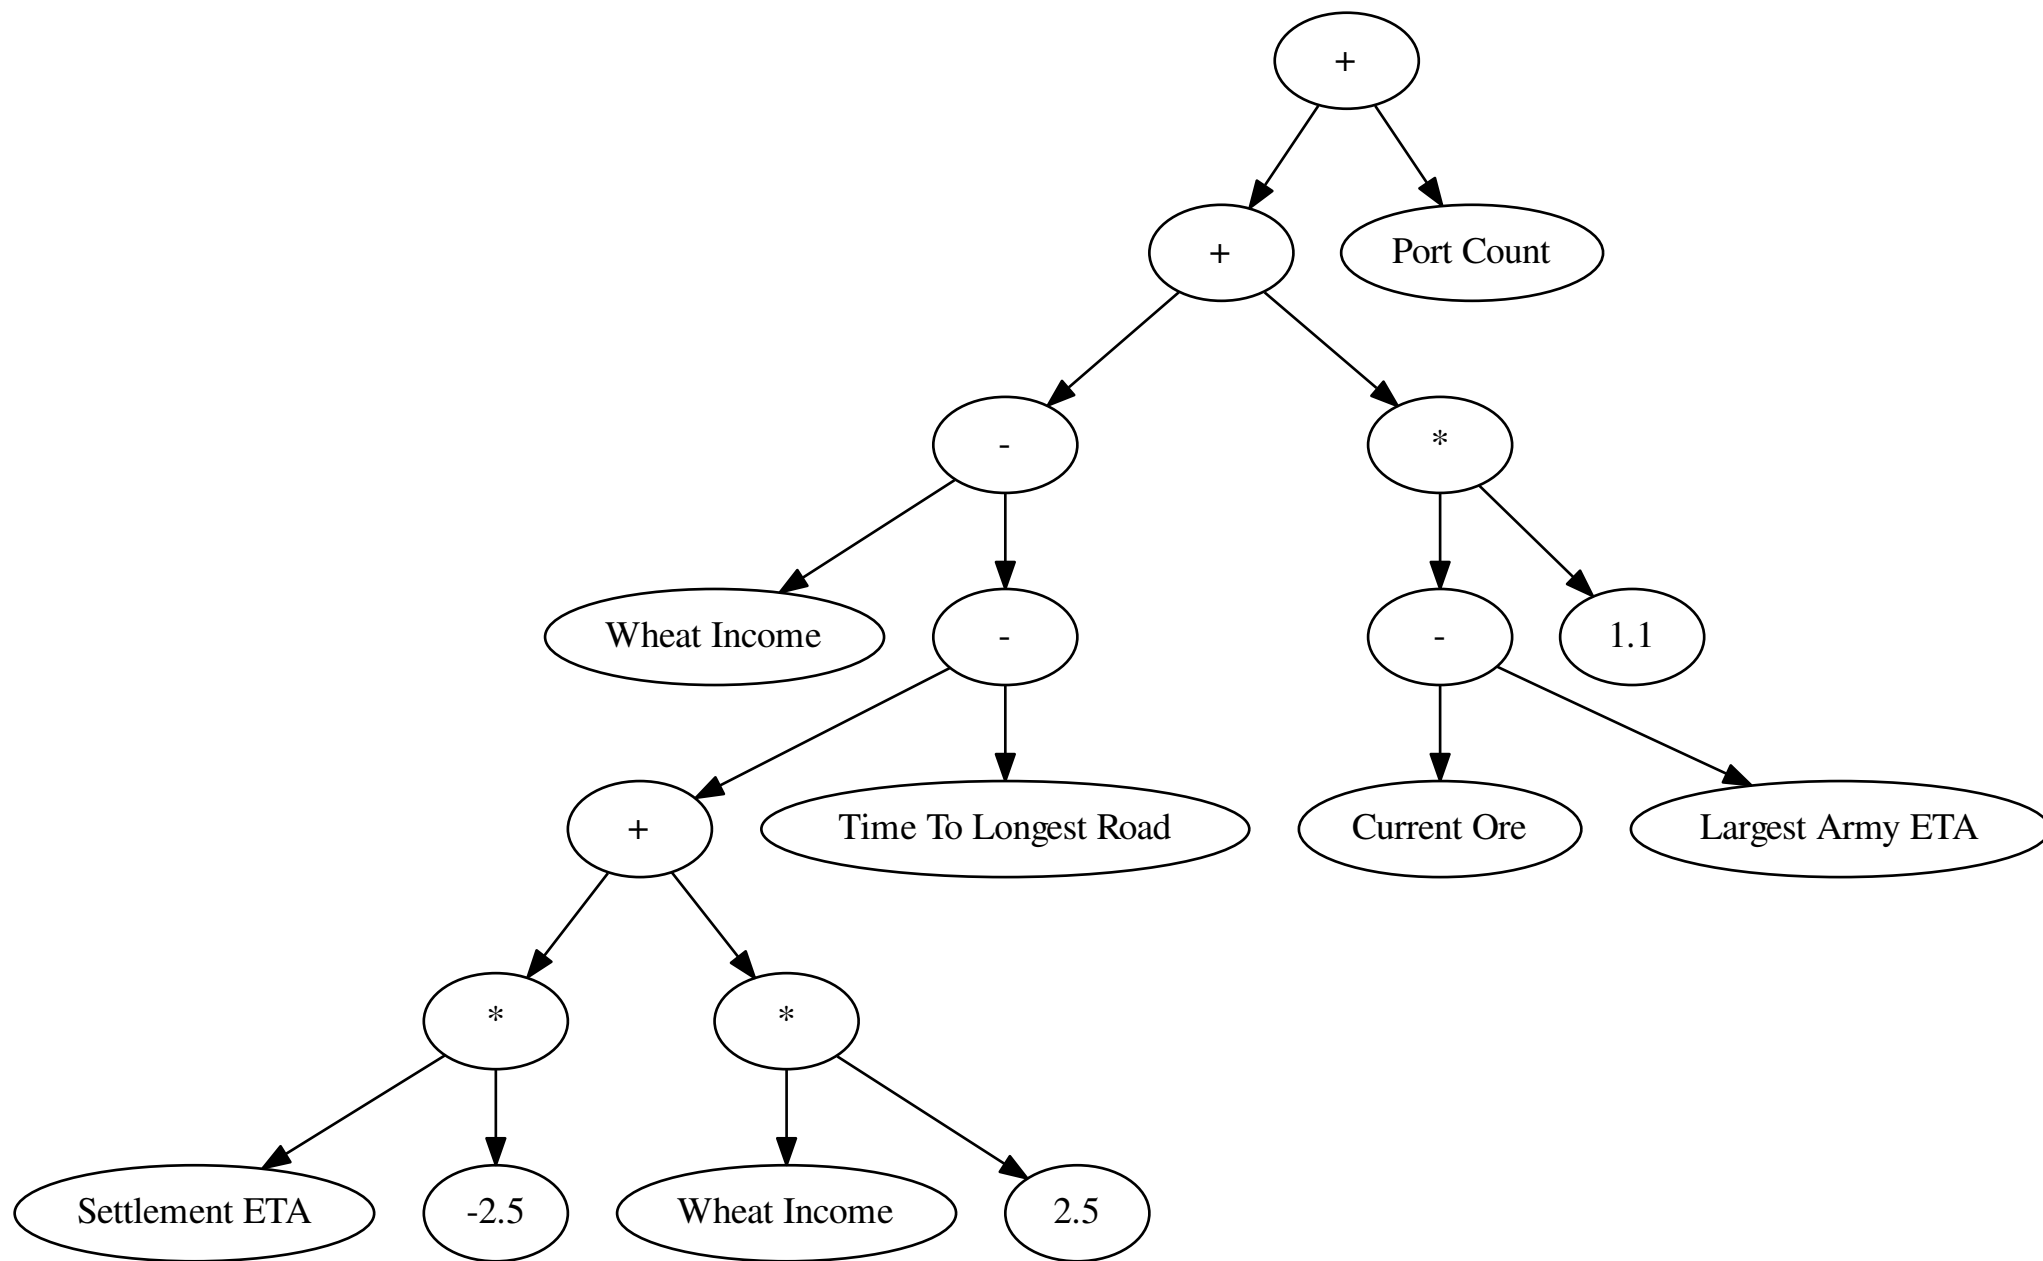 +
+
Port Count
-
*
Wheat Income
-
-
1.1
+
Time To Longest Road
Current Ore
Largest Army ETA
*
*
Settlement ETA
-2.5
Wheat Income
2.5